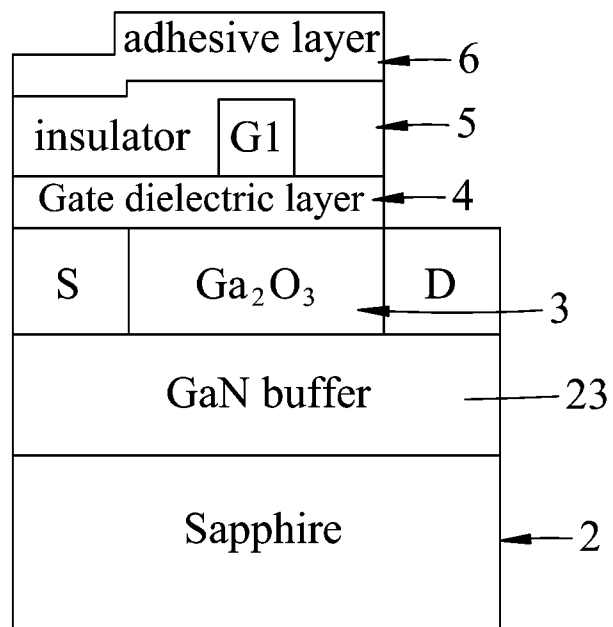 adhesive layer
6
insulator G1
5
Gate dielectric layer
4
S Ga₂O₃ D
3
GaN buffer
23
Sapphire
2